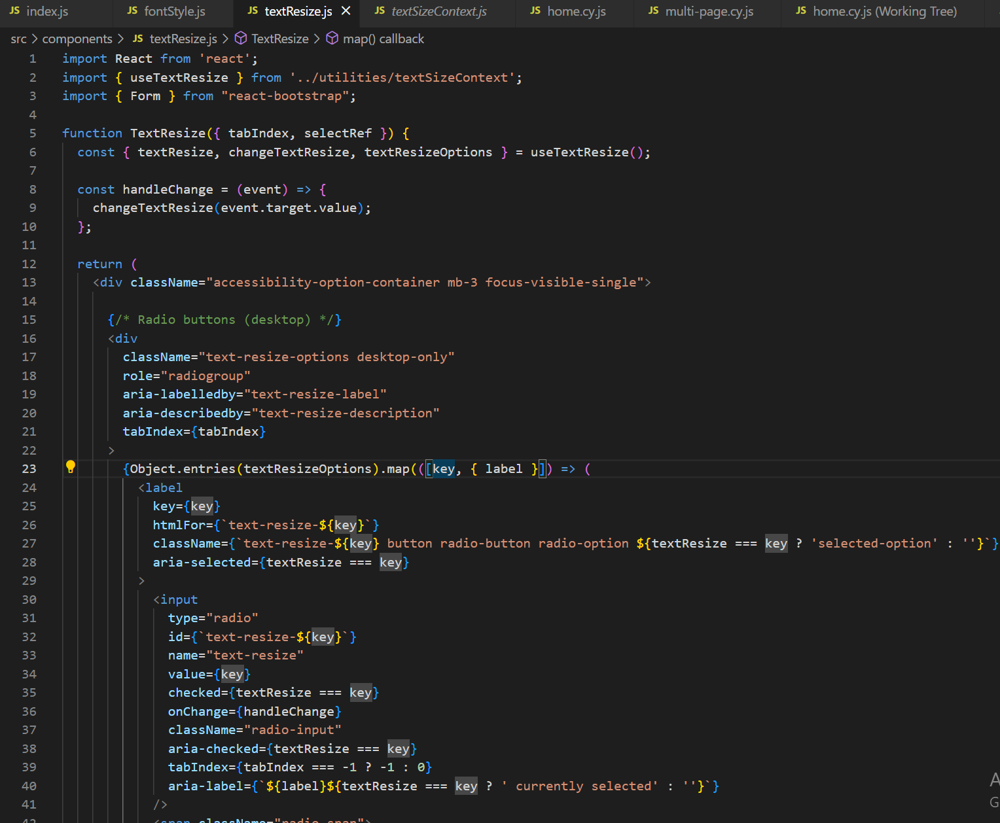 JS index.js JS fontStyle.js JS textResize.js × JS textSizeContext.js JS home.cy.js JS multi-page.cy.js JS home.cy.js (Working Tree)
src > components > JS textResize.js > TextResize > map() callback
1 import React from 'react';
2 import { useTextResize } from '../utilities/textSizeContext';
3 import { Form } from "react-bootstrap";
4
5 function TextResize({ tabIndex, selectRef }) {
6 const { textResize, changeTextResize, textResizeOptions } = useTextResize();
7
8 const handleChange = (event) => {
9 changeTextResize(event.target.value);
10 };
11
12 return (
13 <div className="accessibility-option-container mb-3 focus-visible-single">
14
15 {/* Radio buttons (desktop) */}
16 <div
17 className="text-resize-options desktop-only"
18 role="radiogroup"
19 aria-labelledby="text-resize-label"
20 aria-describedby="text-resize-description"
21 tabIndex={tabIndex}
22 >
23 {Object.entries(textResizeOptions).map(([key, { label }]) => (
24 <label
25 key={key}
26 htmlFor={`text-resize-${key}`}
27 className={`text-resize-${key} button radio-button radio-option ${textResize === key ? 'selected-option' : ''}`}
28 aria-selected={textResize === key}
29 >
30 <input
31 type="radio"
32 id={`text-resize-${key}`}
33 name="text-resize"
34 value={key}
35 checked={textResize === key}
36 onChange={handleChange}
37 className="radio-input"
38 aria-checked={textResize === key}
39 tabIndex={tabIndex === -1 ? -1 : 0}
40 aria-label={`${label}${textResize === key ? ' currently selected' : ''}`}
41 />
42 <span className="radio-span">